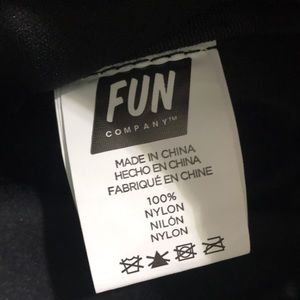 FUN
COMPANY™
MADE IN CHINA
HECHO EN CHINA
FABRIQUÉ EN CHINE
100%
NYLON
NILÓN
NYLON